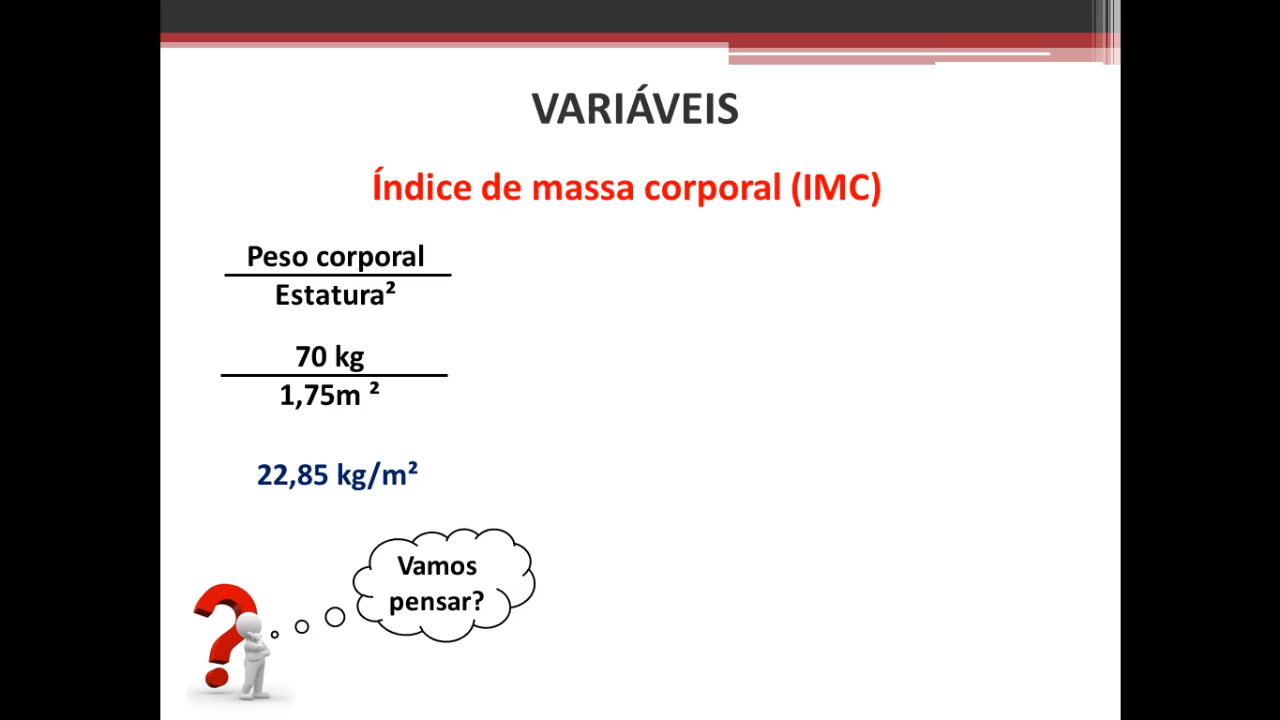 VARIÁVEIS
Índice de massa corporal (IMC)
Peso corporal
Estatura²
70 kg
1,75m ²
22,85 kg/m²
Vamos
pensar?